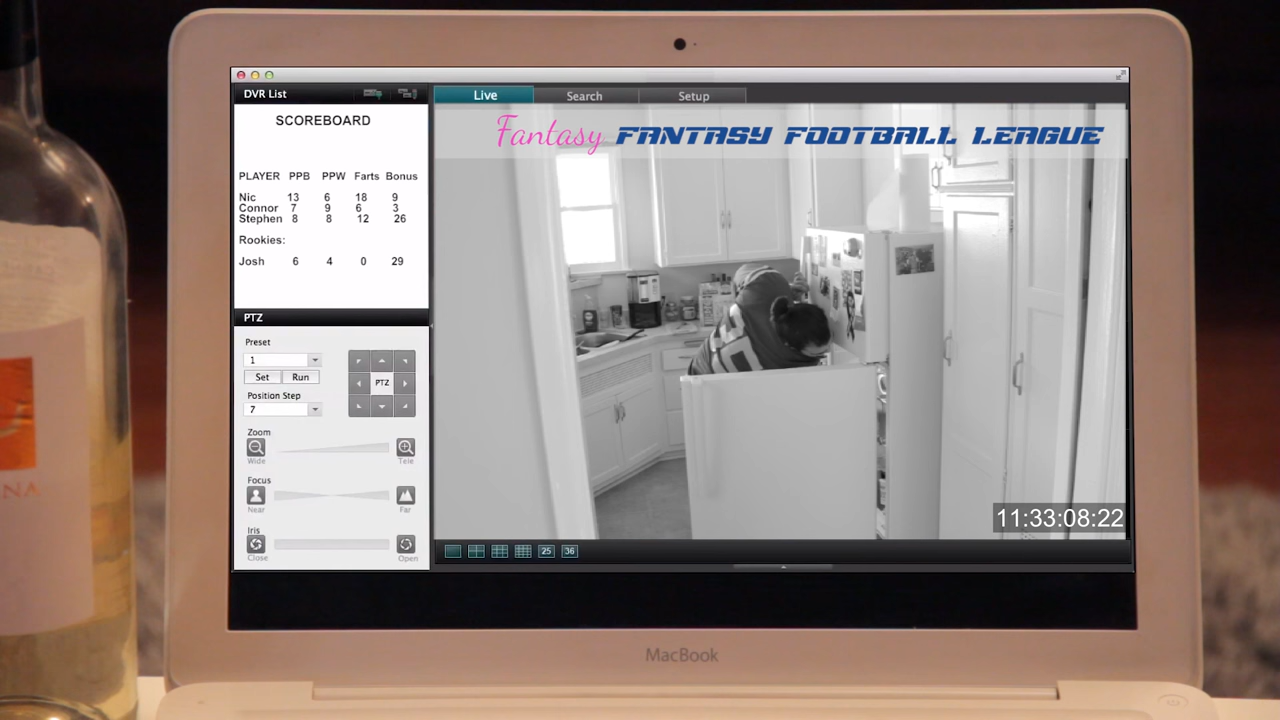 DVR List
SCOREBOARD
PLAYER PPB PPW Farts Bonus
Nic 13 6 18 9
Connor 7 9 6 3
Stephen 8 8 12 26
Rookies:
Josh 6 4 0 29
PTZ
Preset
1
Set Run
PTZ
Position Step
7
Zoom
Wide Tele
Focus
Near Far
Iris
Close Open
Live Search Setup
Fantasy FANTASY FOOTBALL LEAGUE
11:33:08:22
25 36
MacBook
NA